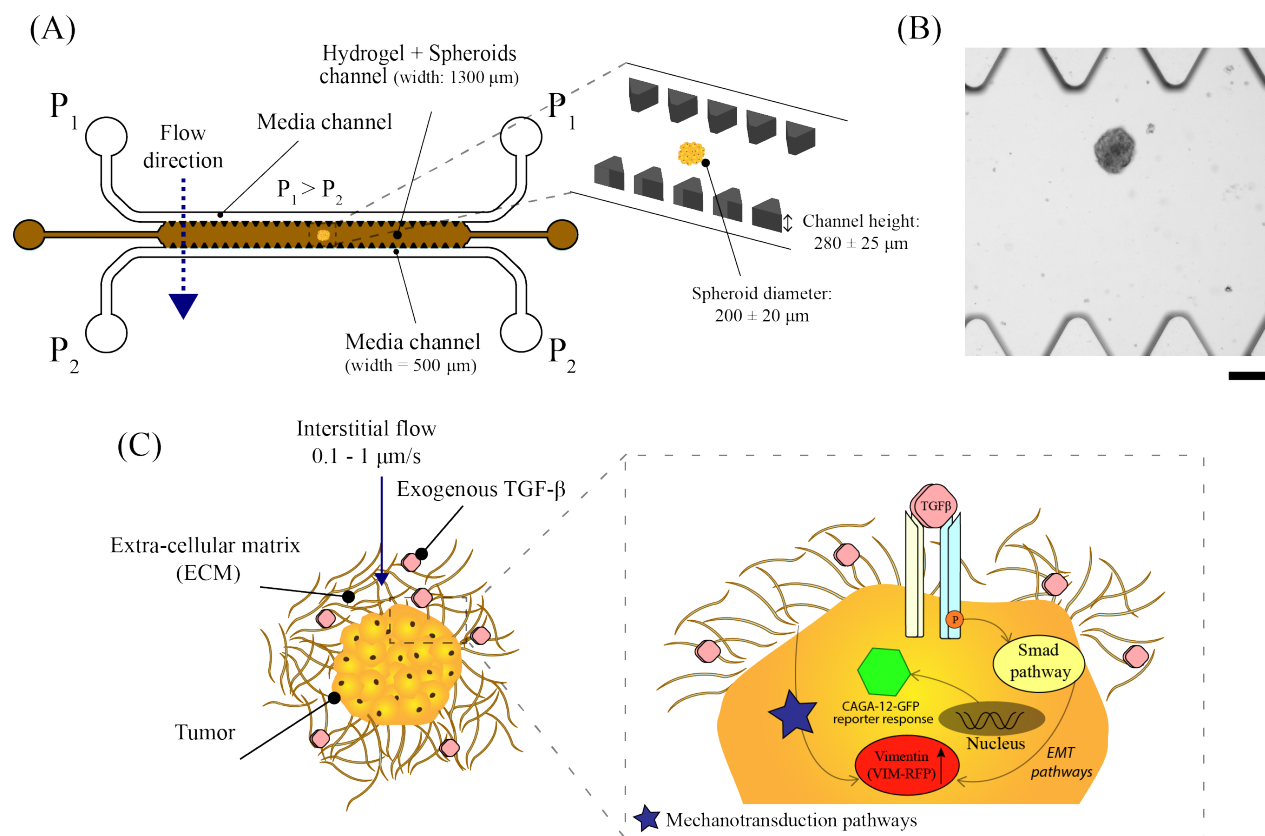 (A)
Hydrogel + Spheroids
channel (width: 1300 μm)
P1
P1
Media channel
Flow
direction
P1 > P2
Channel height:
280 ± 25 μm
Spheroid diameter:
200 ± 20 μm
Media channel
(width = 500 μm)
P2
P2
(B)
(C)
Interstitial flow
0.1 - 1 μm/s
Exogenous TGF-β
Extra-cellular matrix
(ECM)
Tumor
TGFβ
P
Smad
pathway
CAGA-12-GFP
reporter response
Nucleus
Vimentin
(VIM-RFP)
EMT
pathways
Mechanotransduction pathways